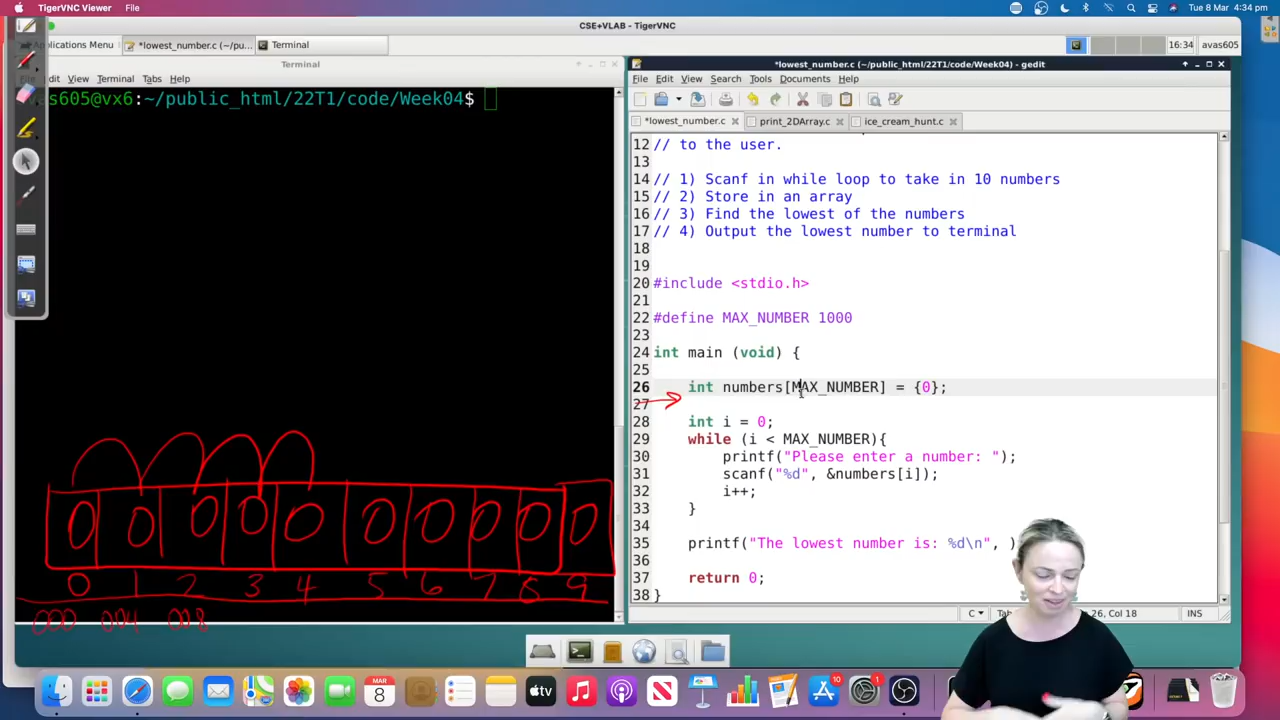 TigerVNC Viewer File
Tue 8 Mar 4:34 pm
CSE+VLAB - TigerVNC
Applications Menu
*lowest_number.c (~/pu...
Terminal
16:34 avas605
Terminal
View Terminal Tabs Help
s605@vx6:~/public_html/22T1/code/Week04$
*lowest_number.c (~/public_html/22T1/code/Week04) - gedit
File Edit View Search Tools Documents Help
*lowest_number.c print_2DArray.c ice_cream_hunt.c
12 // to the user.
13
14 // 1) Scanf in while loop to take in 10 numbers
15 // 2) Store in an array
16 // 3) Find the lowest of the numbers
17 // 4) Output the lowest number to terminal
18
19
20 #include <stdio.h>
21
22 #define MAX_NUMBER 1000
23
24 int main (void) {
25
26 int numbers[MAX_NUMBER] = {0};
27
28 int i = 0;
29 while (i < MAX_NUMBER){
30 printf("Please enter a number: ");
31 scanf("%d", &numbers[i]);
32 i++;
33 }
34
35 printf("The lowest number is: %d\n", )
36
37 return 0;
38 }
C
26, Col 18 INS
0 0 0 0 0 0 0 0 0 0
0 1 2 3 4 5 6 7 8 9
000 004 008
MAR
8
tv
10
1